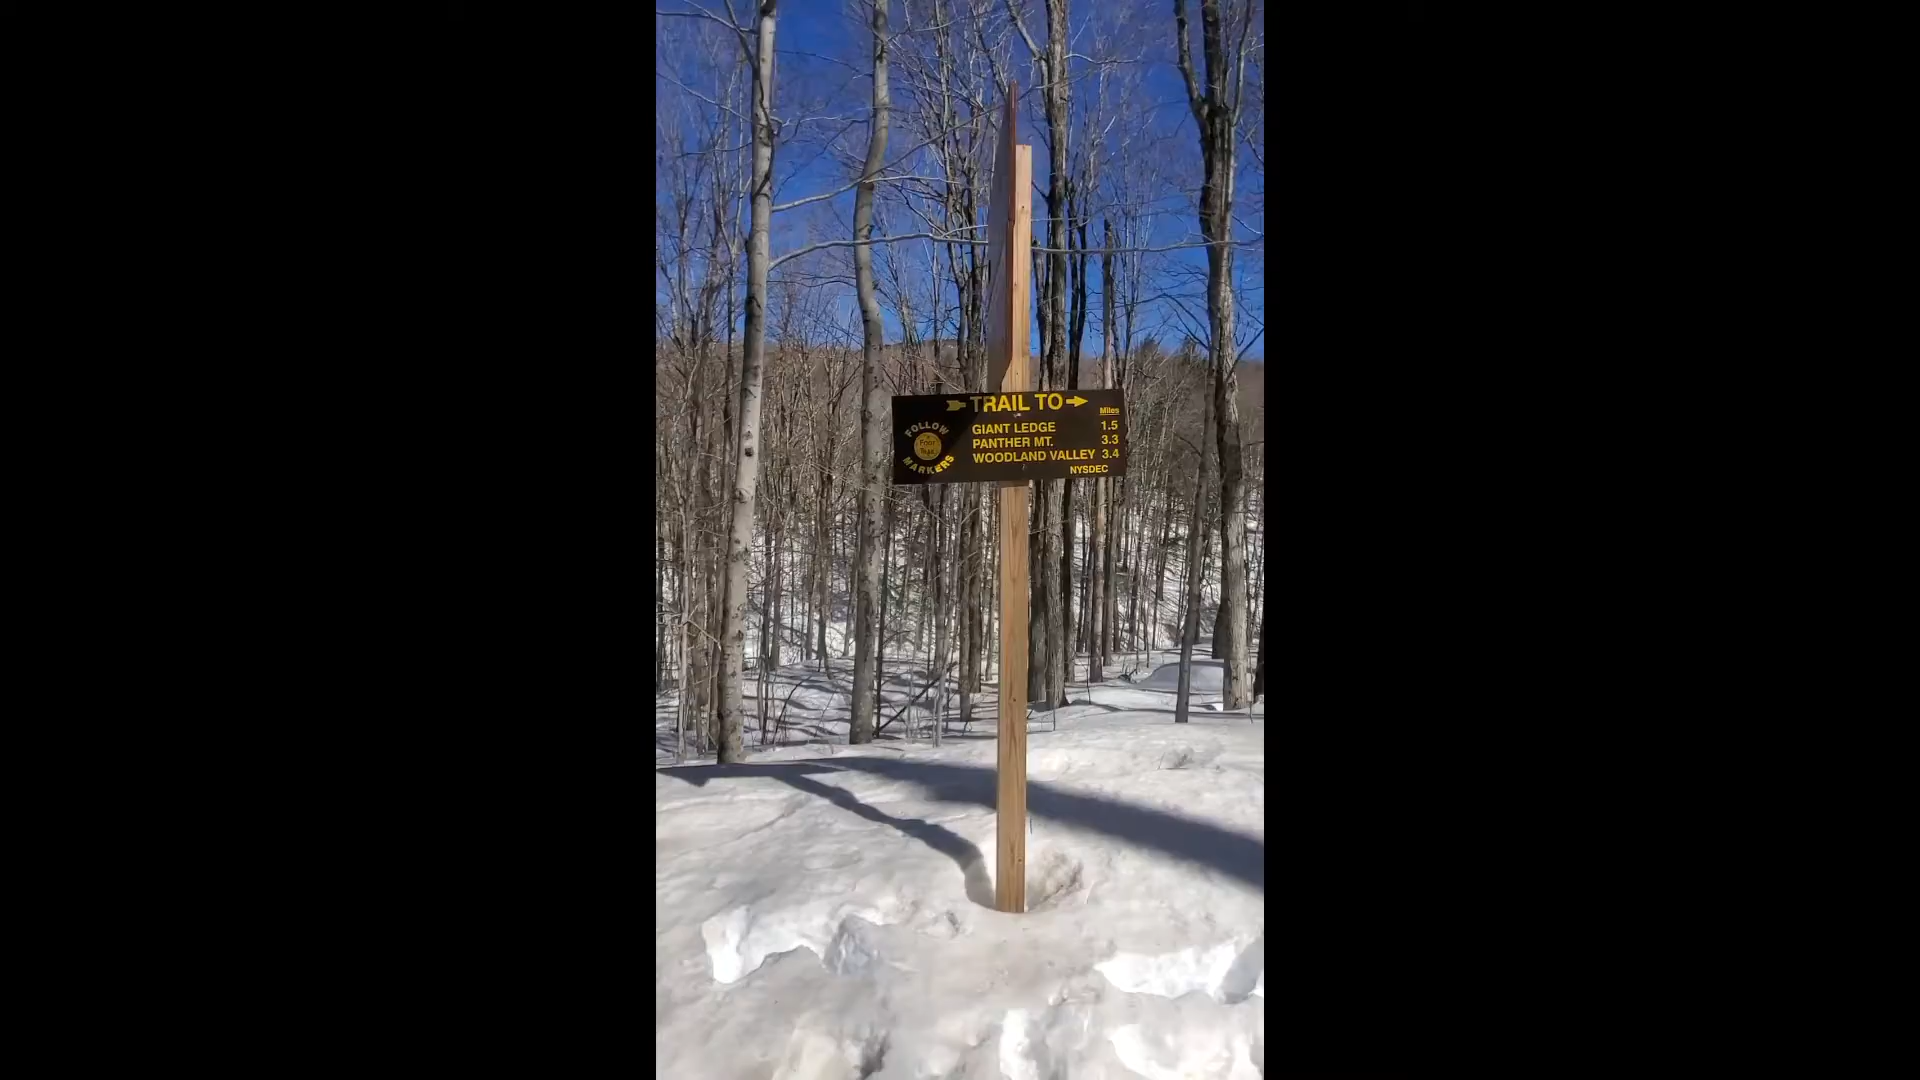 TRAIL TO
Miles
FOLLOW
FOOT
TRAIL
MARKERS
GIANT LEDGE 1.5
PANTHER MT. 3.3
WOODLAND VALLEY 3.4
NYSDEC